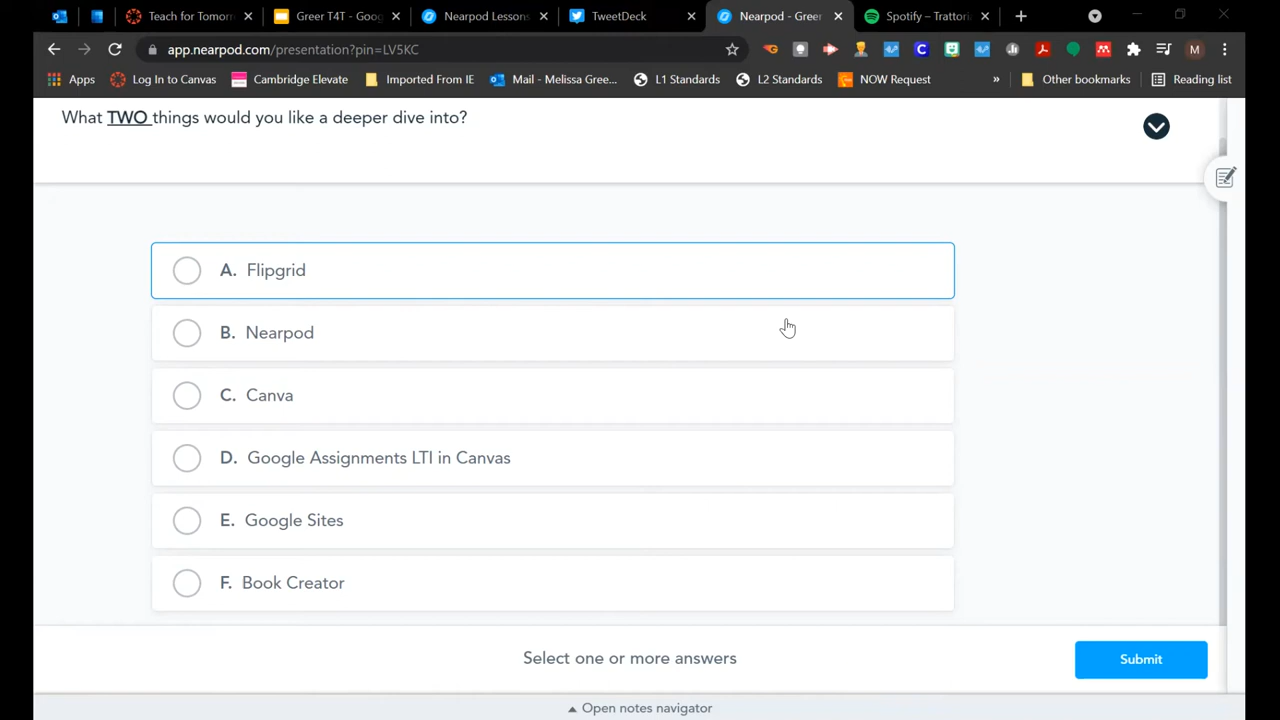 Teach for Tomorr
Greer T4T - Goog
Nearpod Lessons
TweetDeck
Nearpod - Greer
Spotify – Trattoria
app.nearpod.com/presentation?pin=LV5KC
M
Apps
Log In to Canvas
Cambridge Elevate
Imported From IE
Mail - Melissa Gree...
L1 Standards
L2 Standards
NOW Request
»
Other bookmarks
Reading list
What TWO things would you like a deeper dive into?
A. Flipgrid
B. Nearpod
C. Canva
D. Google Assignments LTI in Canvas
E. Google Sites
F. Book Creator
Select one or more answers
Submit
Open notes navigator